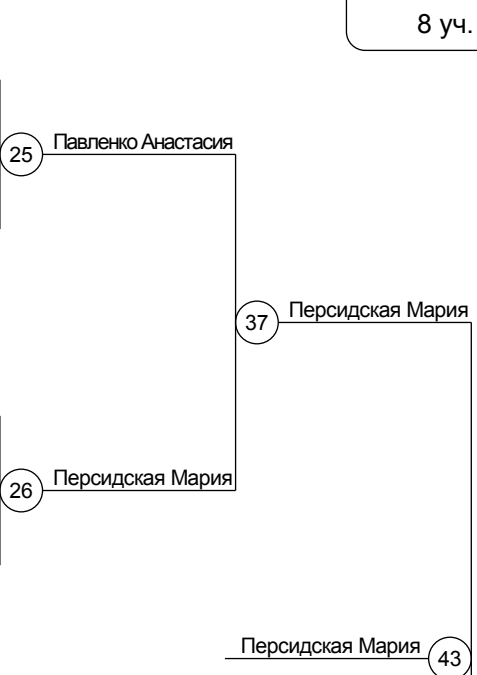 8 уч.
25 Павленко Анастасия
37 Персидская Мария
26 Персидская Мария
Персидская Мария 43